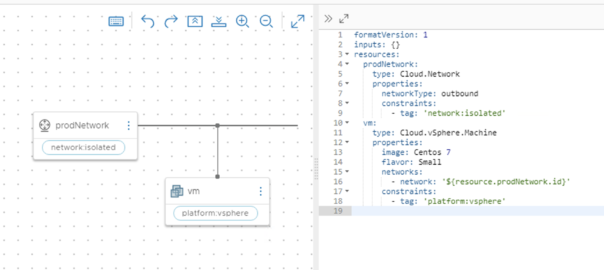 prodNetwork
network:isolated
vm
platform:vsphere
1 formatVersion: 1
2 inputs: {}
3 resources:
4 prodNetwork:
5 type: Cloud.Network
6 properties:
7 networkType: outbound
8 constraints:
9 - tag: 'network:isolated'
10 vm:
11 type: Cloud.vSphere.Machine
12 properties:
13 image: Centos 7
14 flavor: Small
15 networks:
16 - network: '${resource.prodNetwork.id}'
17 constraints:
18 - tag: 'platform:vsphere'
19